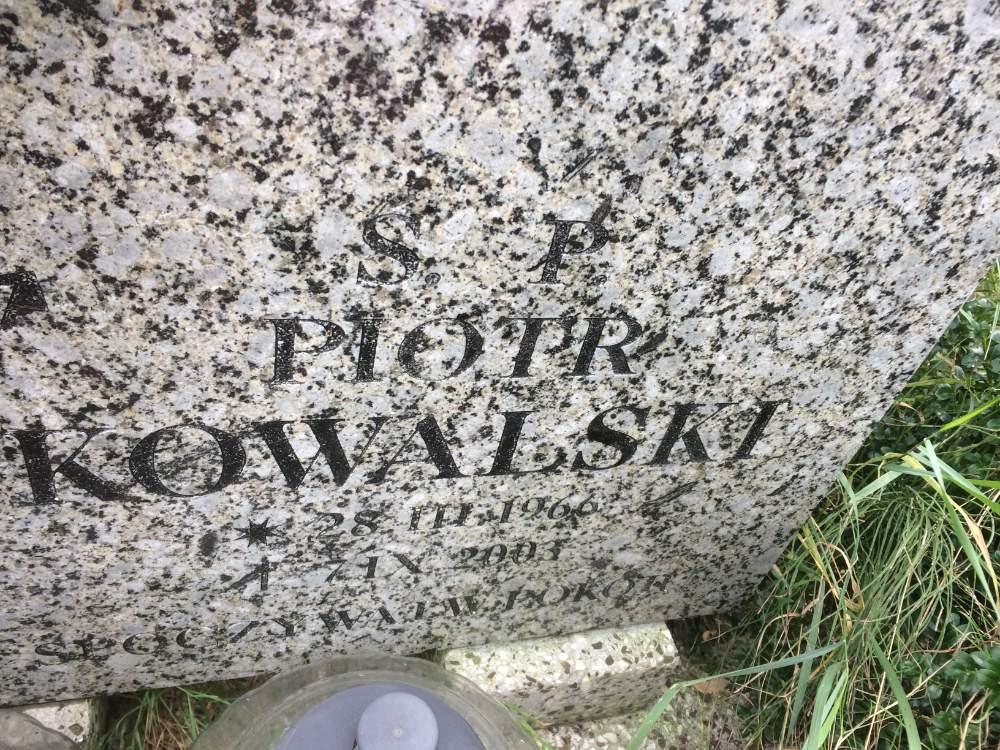 Ś. P.
PIOTR
KOWALSKI
28 III 1966
7 IX 2003
SPOCZYWAJ W POKOJU